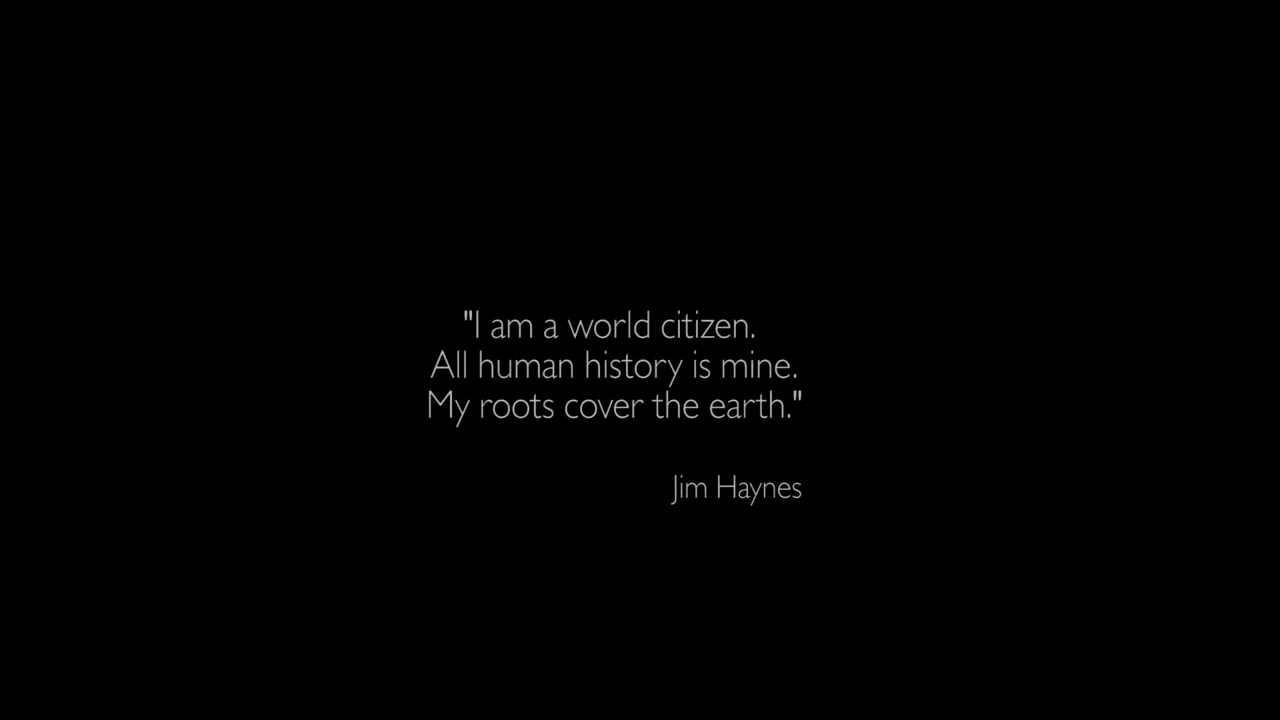 "I am a world citizen.
All human history is mine.
My roots cover the earth."
Jim Haynes